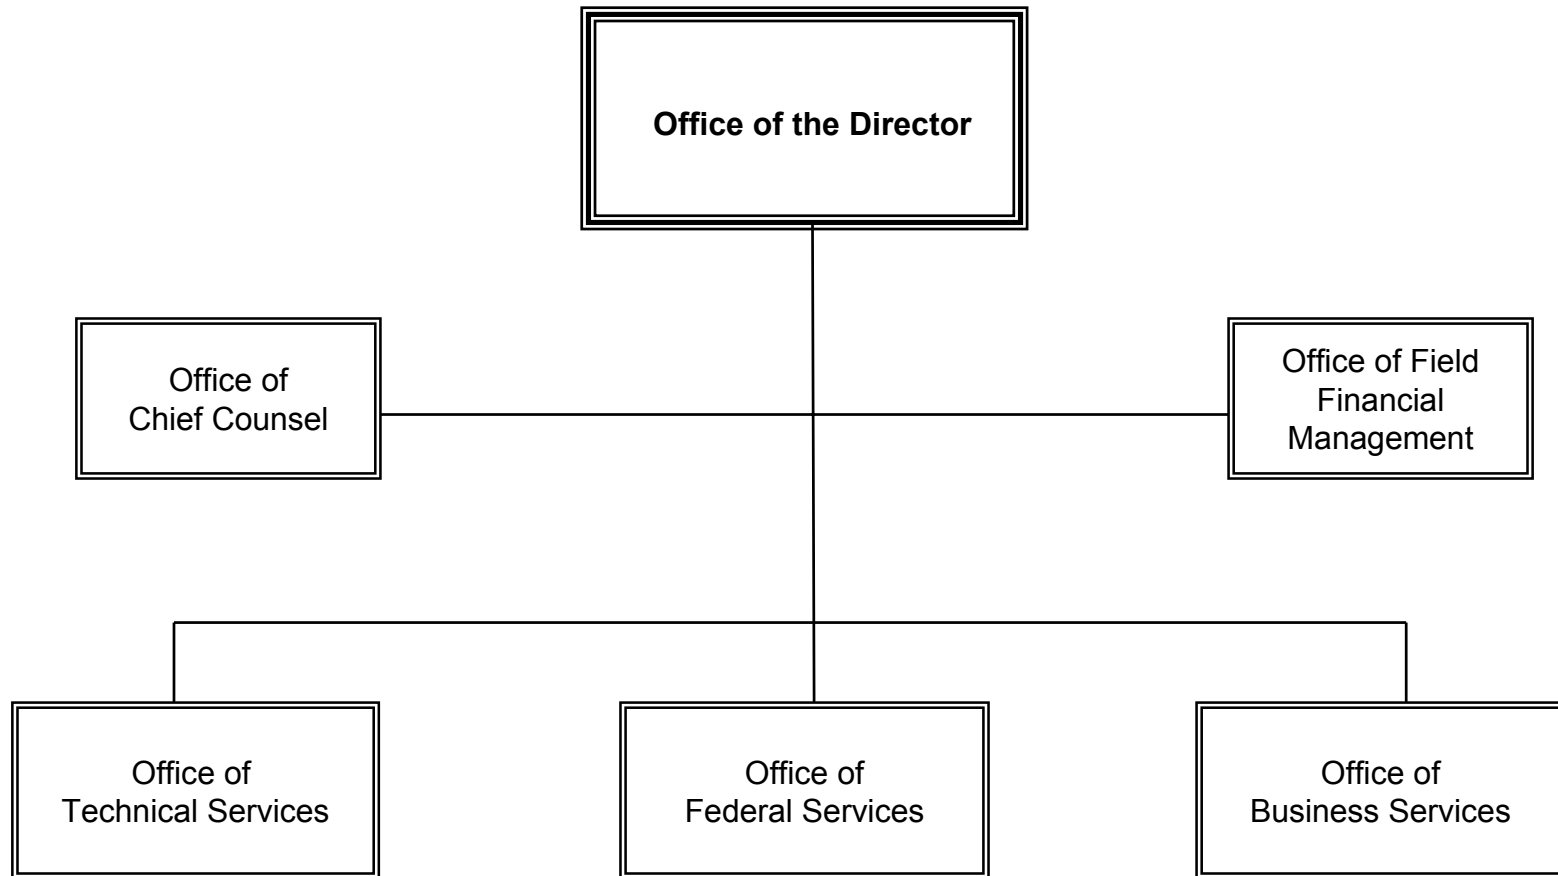 Office of the Director
Office of
Chief Counsel
Office of Field
Financial
Management
Office of
Technical Services
Office of
Federal Services
Office of
Business Services